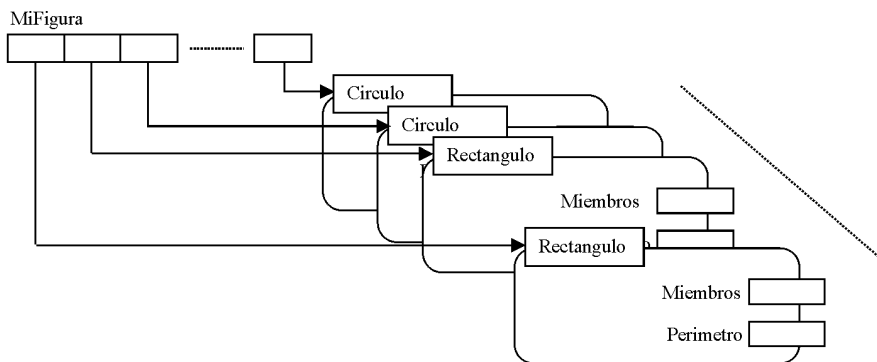 MiFigura
Circulo
Circulo
Rectangulo
Miembros
Rectangulo
Miembros
Perimetro